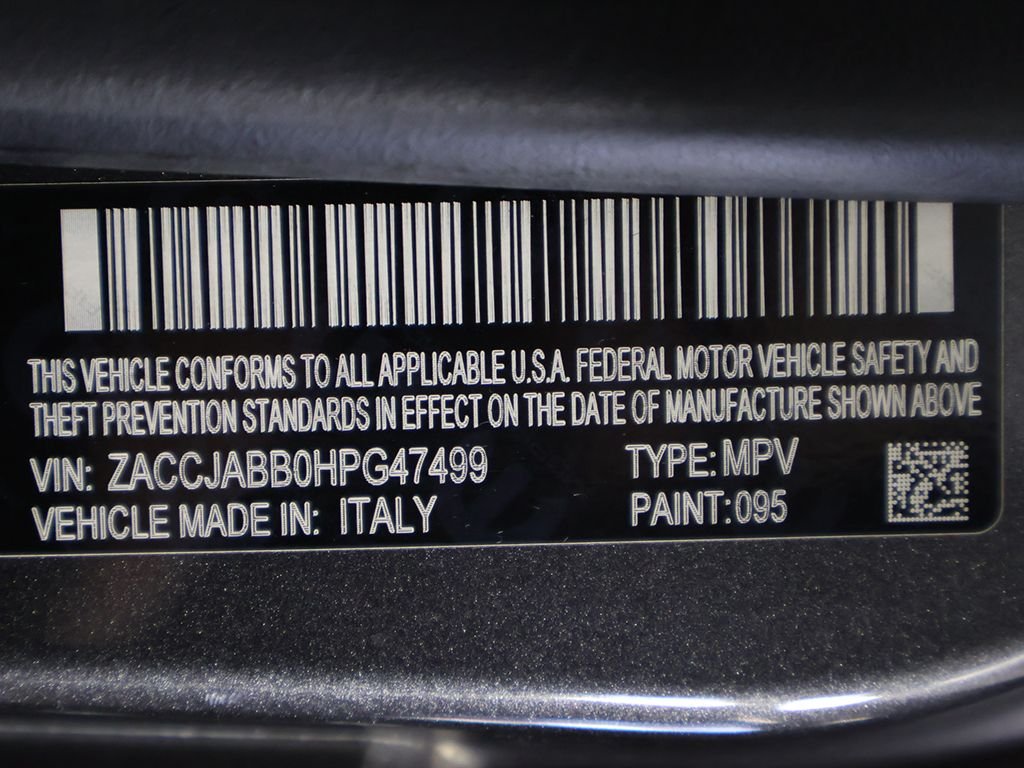 THIS VEHICLE CONFORMS TO ALL APPLICABLE U.S.A. FEDERAL MOTOR VEHICLE SAFETY AND
THEFT PREVENTION STANDARDS IN EFFECT ON THE DATE OF MANUFACTURE SHOWN ABOVE
VIN: ZACCJABB0HPG47499 TYPE: MPV
VEHICLE MADE IN: ITALY PAINT: 095